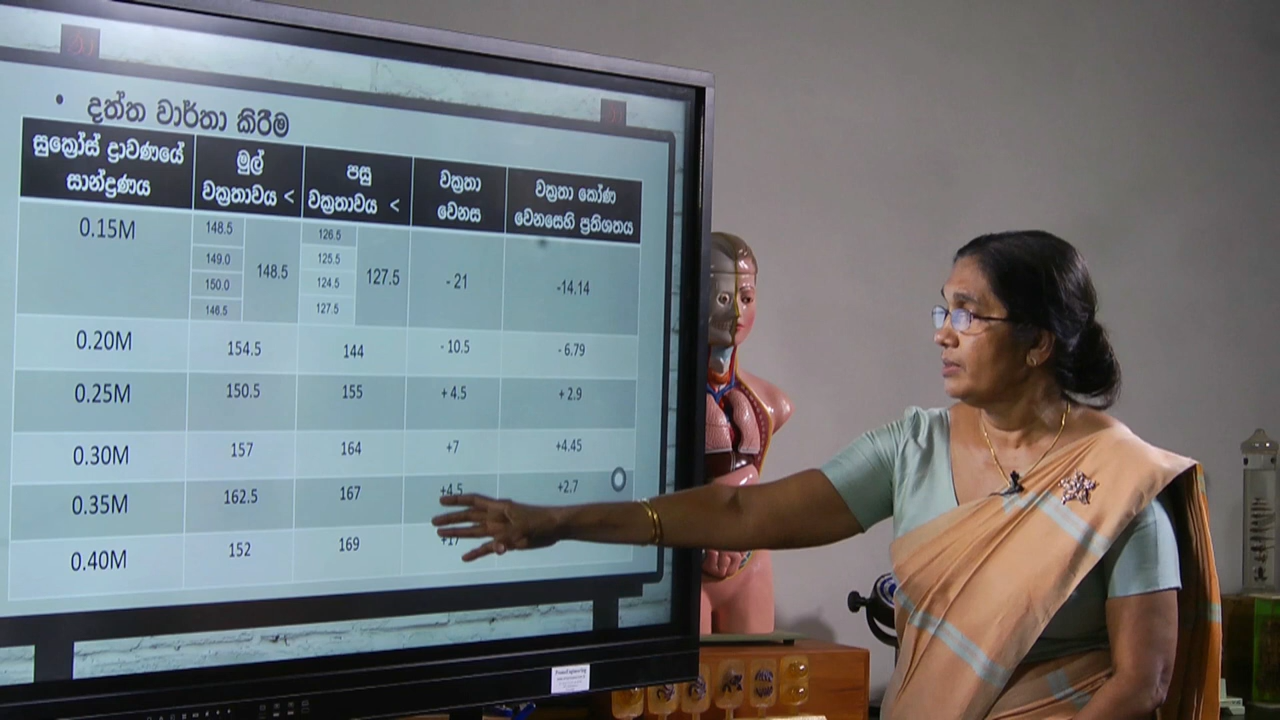 • දත්ත වාර්තා කිරීම
සුක්‍රෝස් ද්‍රාවණයේ සාන්ද්‍රණය
මුල් වක්‍රතාවය <
පසු වක්‍රතාවය <
වක්‍රතා වෙනස
වක්‍රතා කෝණ වෙනසෙහි ප්‍රතිශතය
0.15M
148.5
149.0
150.0
146.5
148.5
126.5
125.5
124.5
127.5
127.5
- 21
-14.14
0.20M 154.5 144 - 10.5 - 6.79
0.25M 150.5 155 + 4.5 + 2.9
0.30M 157 164 +7 +4.45
0.35M 162.5 167 +4.5 +2.7
0.40M 152 169 +17